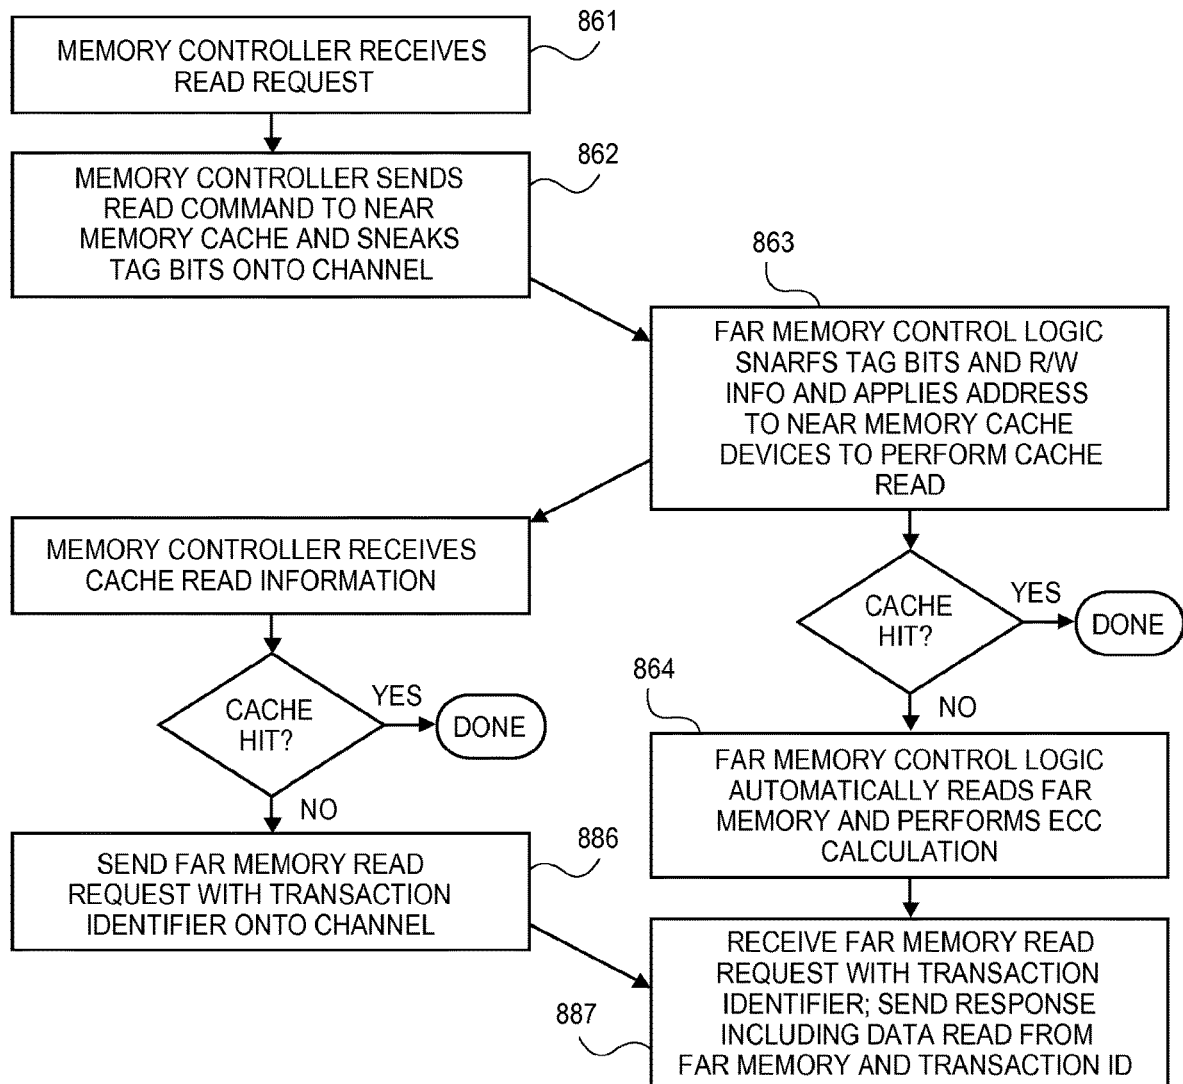 861
MEMORY CONTROLLER RECEIVES
READ REQUEST
862
MEMORY CONTROLLER SENDS
READ COMMAND TO NEAR
MEMORY CACHE AND SNEAKS
TAG BITS ONTO CHANNEL
863
FAR MEMORY CONTROL LOGIC
SNARFS TAG BITS AND R/W
INFO AND APPLIES ADDRESS
TO NEAR MEMORY CACHE
DEVICES TO PERFORM CACHE
READ
MEMORY CONTROLLER RECEIVES
CACHE READ INFORMATION
CACHE
HIT?
YES
DONE
NO
CACHE
HIT?
YES
DONE
NO
864
FAR MEMORY CONTROL LOGIC
AUTOMATICALLY READS FAR
MEMORY AND PERFORMS ECC
CALCULATION
886
SEND FAR MEMORY READ
REQUEST WITH TRANSACTION
IDENTIFIER ONTO CHANNEL
887
RECEIVE FAR MEMORY READ
REQUEST WITH TRANSACTION
IDENTIFIER; SEND RESPONSE
INCLUDING DATA READ FROM
FAR MEMORY AND TRANSACTION ID